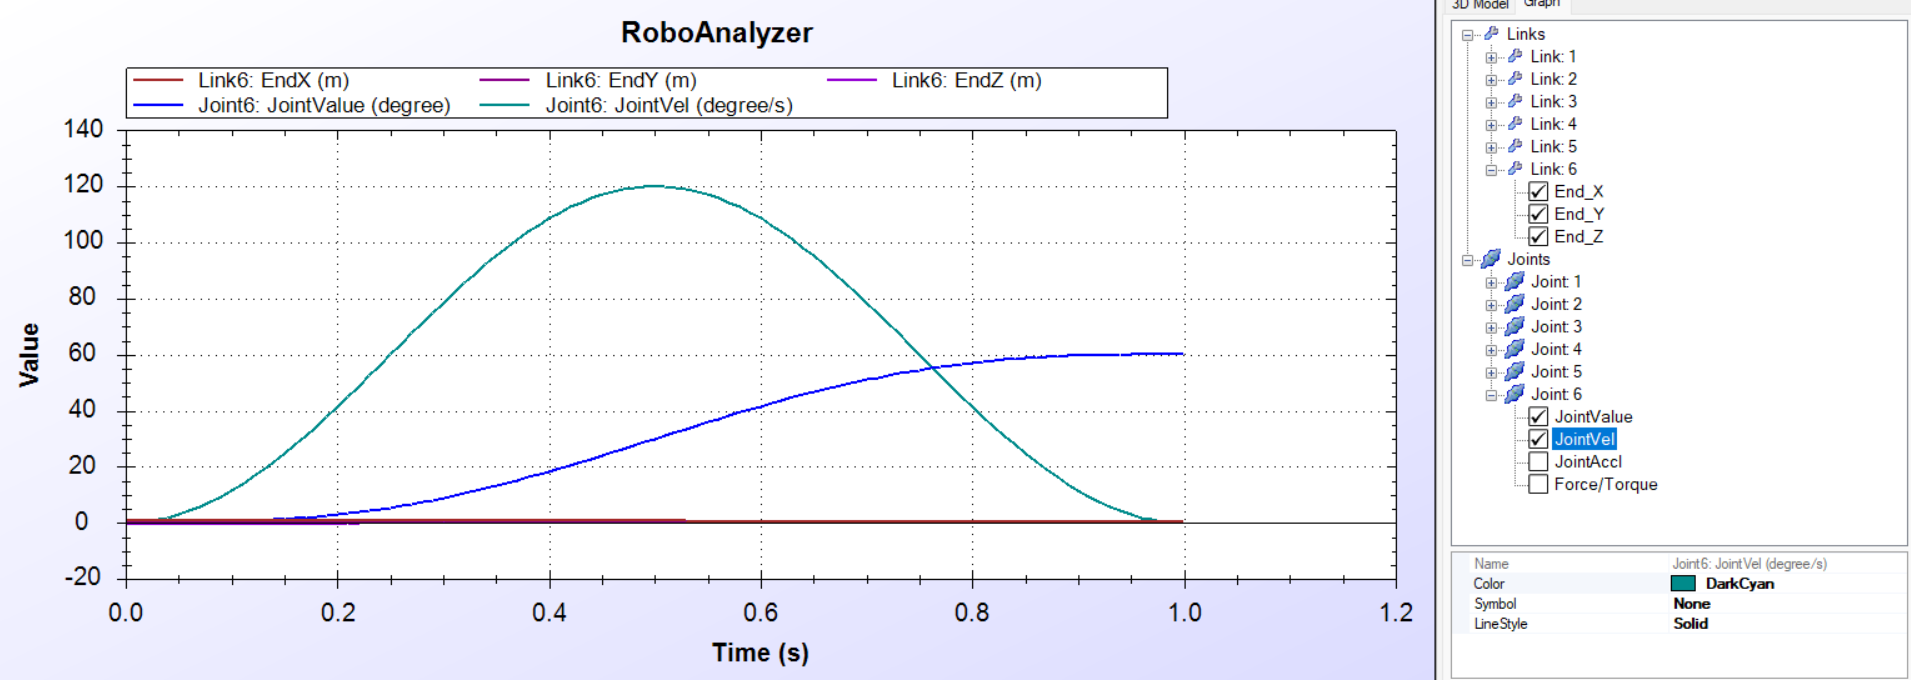 RoboAnalyzer
Link6: EndX (m) Link6: EndY (m) Link6: EndZ (m)
Joint6: JointValue (degree) Joint6: JointVel (degree/s)
140
120
100
80
60
40
20
0
-20
Value
0.0 0.2 0.4 0.6 0.8 1.0 1.2
Time (s)
3D Model Graph
Links
Link: 1
Link: 2
Link: 3
Link: 4
Link: 5
Link: 6
End_X
End_Y
End_Z
Joints
Joint: 1
Joint: 2
Joint: 3
Joint: 4
Joint: 5
Joint: 6
JointValue
JointVel
JointAccl
Force/Torque
Name Joint6: JointVel (degree/s)
Color DarkCyan
Symbol None
LineStyle Solid